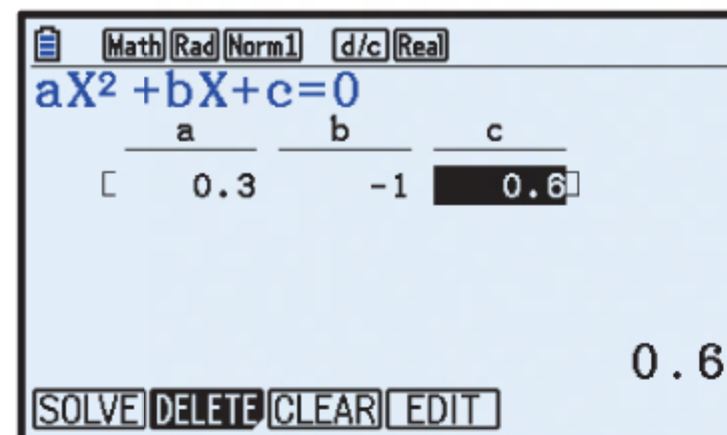 Math Rad Norm1 d/c Real
aX²+bX+c=0
a b c
[ 0.3 -1 0.6 ]
0.6
SOLVE DELETE CLEAR EDIT